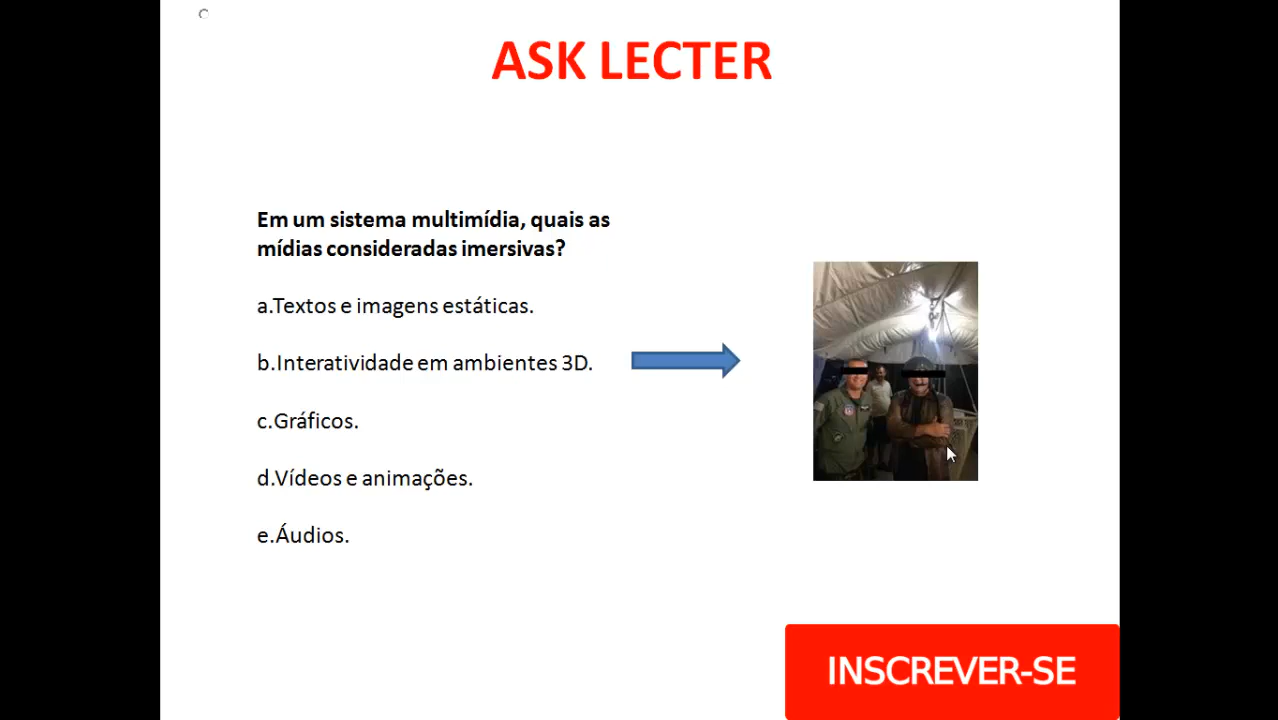 ASK LECTER
Em um sistema multimídia, quais as
mídias consideradas imersivas?
a.Textos e imagens estáticas.
b.Interatividade em ambientes 3D.
c.Gráficos.
d.Vídeos e animações.
e.Áudios.
INSCREVER-SE